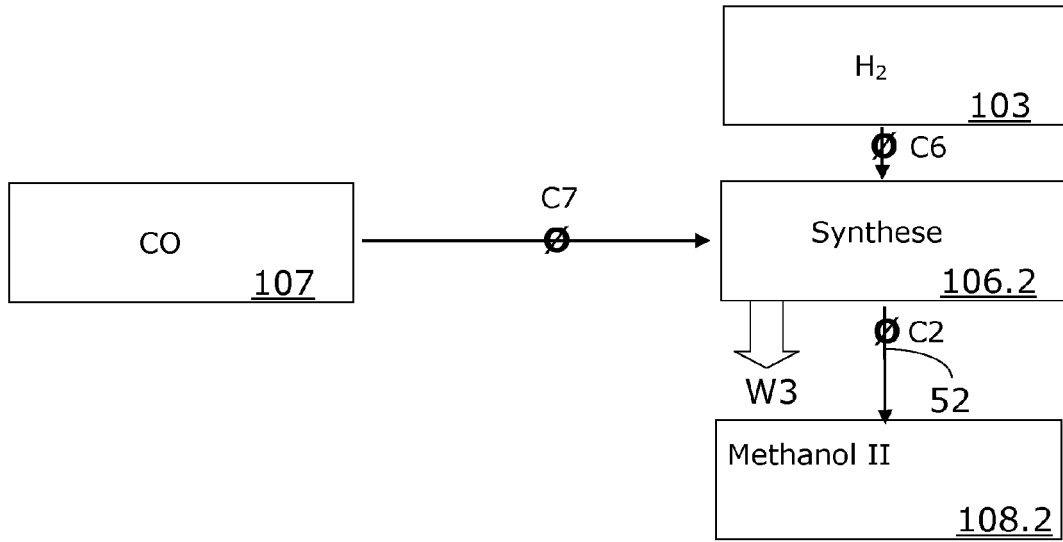 H₂
103
Ø C6
C7
Ø
CO
107
Synthese
106.2
Ø C2
W3
52
Methanol II
108.2